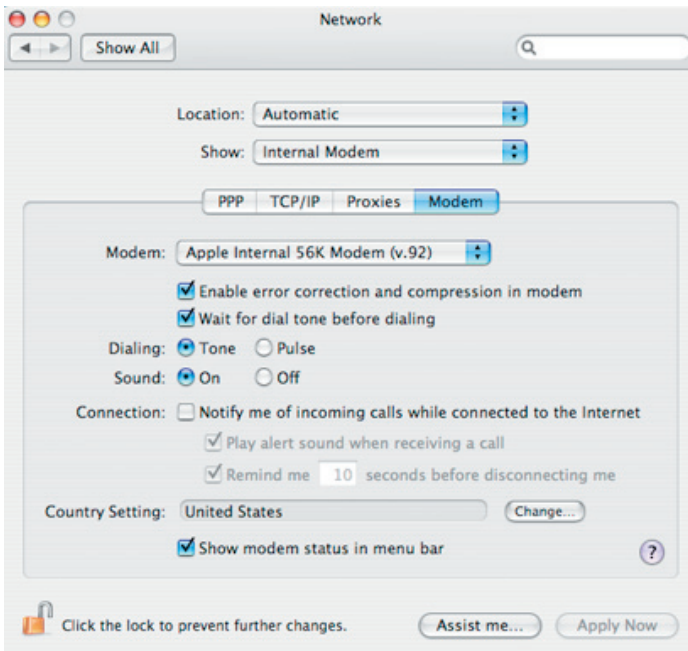 Network
Show All
Location: Automatic
Show: Internal Modem
PPP TCP/IP Proxies Modem
Modem: Apple Internal 56K Modem (v.92)
Enable error correction and compression in modem
Wait for dial tone before dialing
Dialing: Tone Pulse
Sound: On Off
Connection: Notify me of incoming calls while connected to the Internet
Play alert sound when receiving a call
Remind me 10 seconds before disconnecting me
Country Setting: United States Change...
Show modem status in menu bar ?
Click the lock to prevent further changes. Assist me... Apply Now